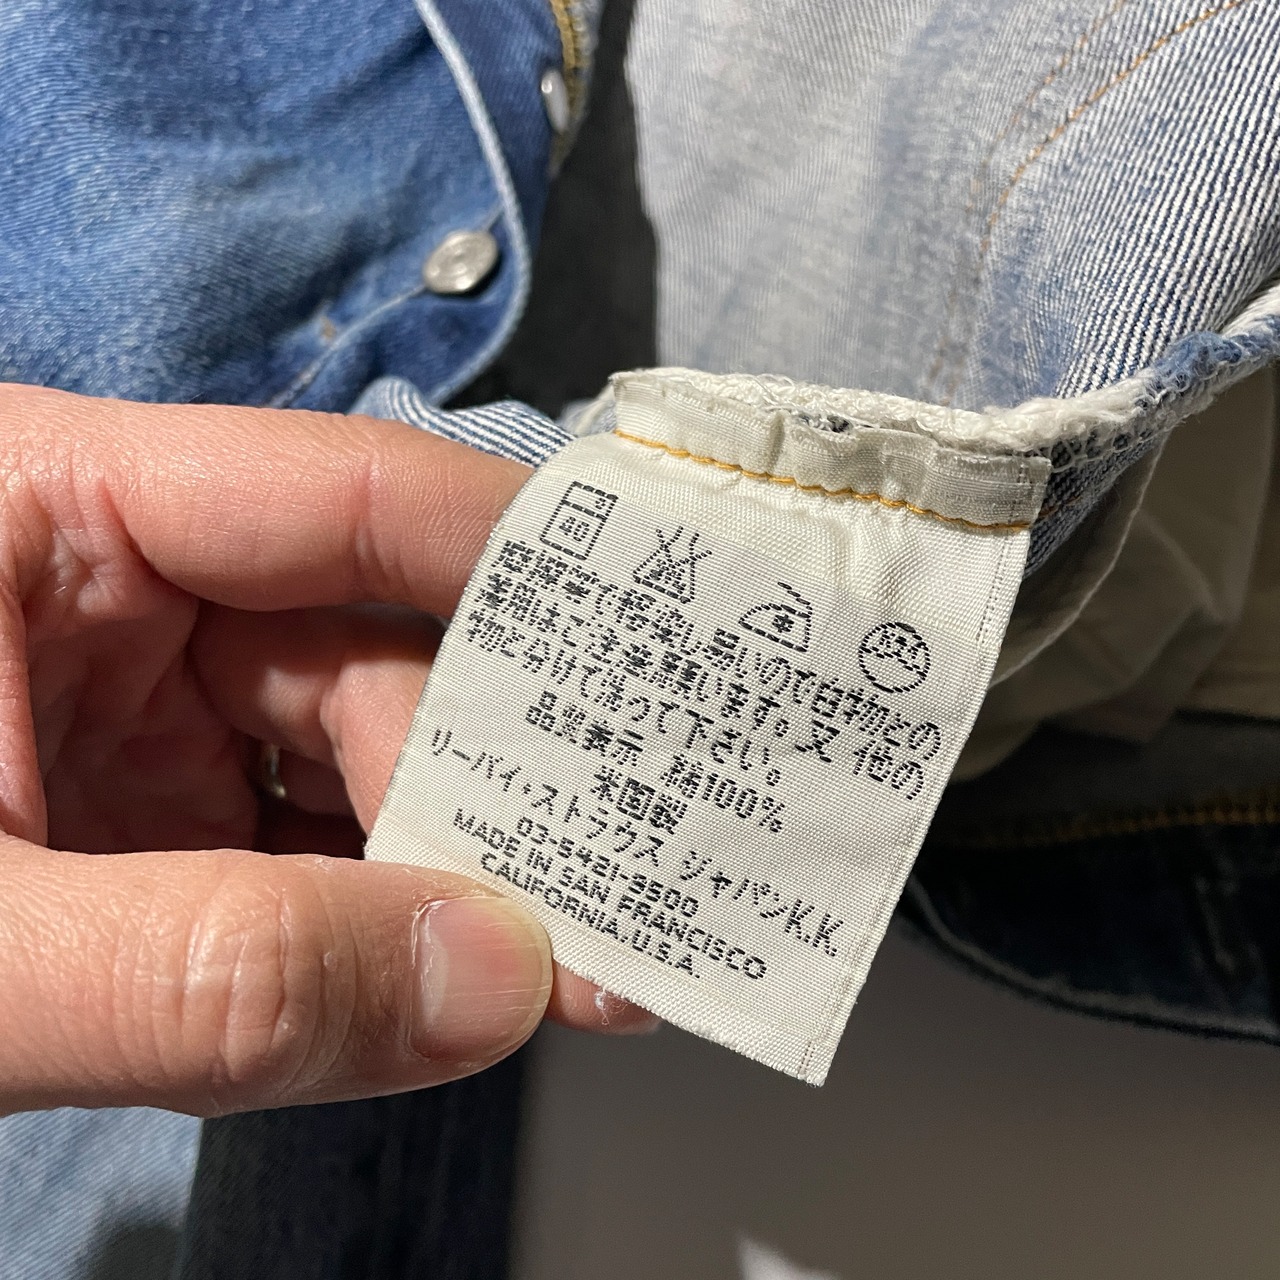 40
湿摩擦で移染し易いので白物との
着用はご注意願います。又 他の
物と分けて洗って下さい。
品質表示 綿100%
米国製
リーバイ・ストラウス ジャパンK.K.
03-5421-9500
MADE IN SAN FRANCISCO
CALIFORNIA.U.S.A.